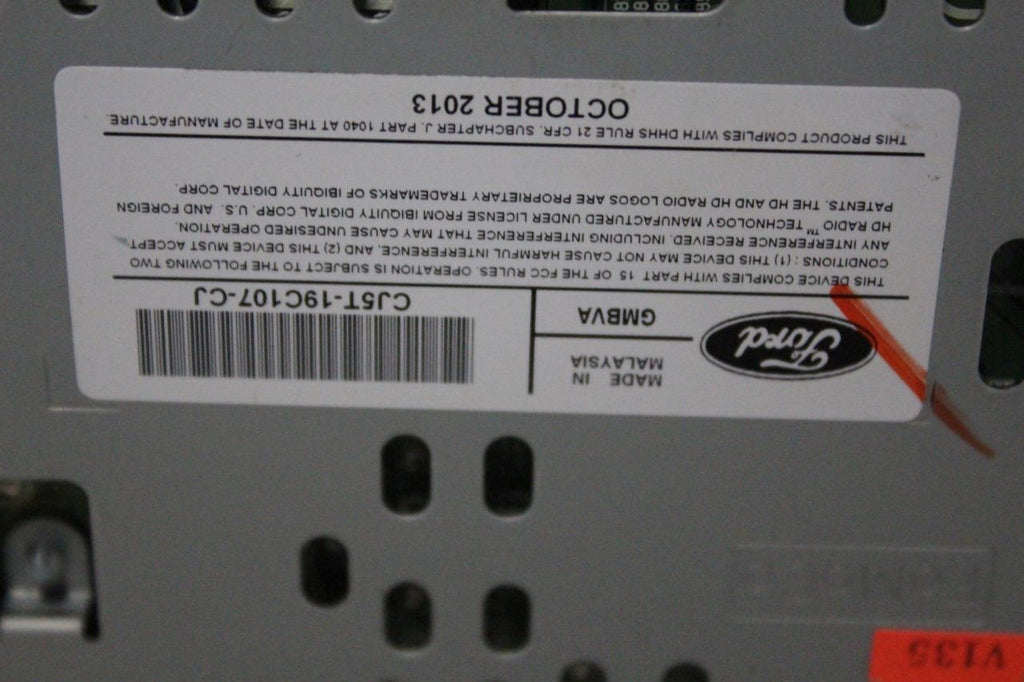 Ford
MADE IN
MALAYSIA
GMBVA
CJ5T-19C107-CJ
THIS DEVICE COMPLIES WITH PART 15 OF THE FCC RULES. OPERATION IS SUBJECT TO THE FOLLOWING TWO
CONDITIONS : (1) THIS DEVICE MAY NOT CAUSE HARMFUL INTERFERENCE, AND (2) THIS DEVICE MUST ACCEPT
ANY INTERFERENCE RECEIVED, INCLUDING INTERFERENCE THAT MAY CAUSE UNDESIRED OPERATION.
HD RADIO ™ TECHNOLOGY MANUFACTURED UNDER LICENSE FROM IBIQUITY DIGITAL CORP. U.S. AND FOREIGN
PATENTS. THE HD AND HD RADIO LOGOS ARE PROPRIETARY TRADEMARKS OF IBIQUITY DIGITAL CORP.
THIS PRODUCT COMPLIES WITH DHHS RULE 21 CFR. SUBCHAPTER J. PART 1040 AT THE DATE OF MANUFACTURE.
OCTOBER 2013
V135